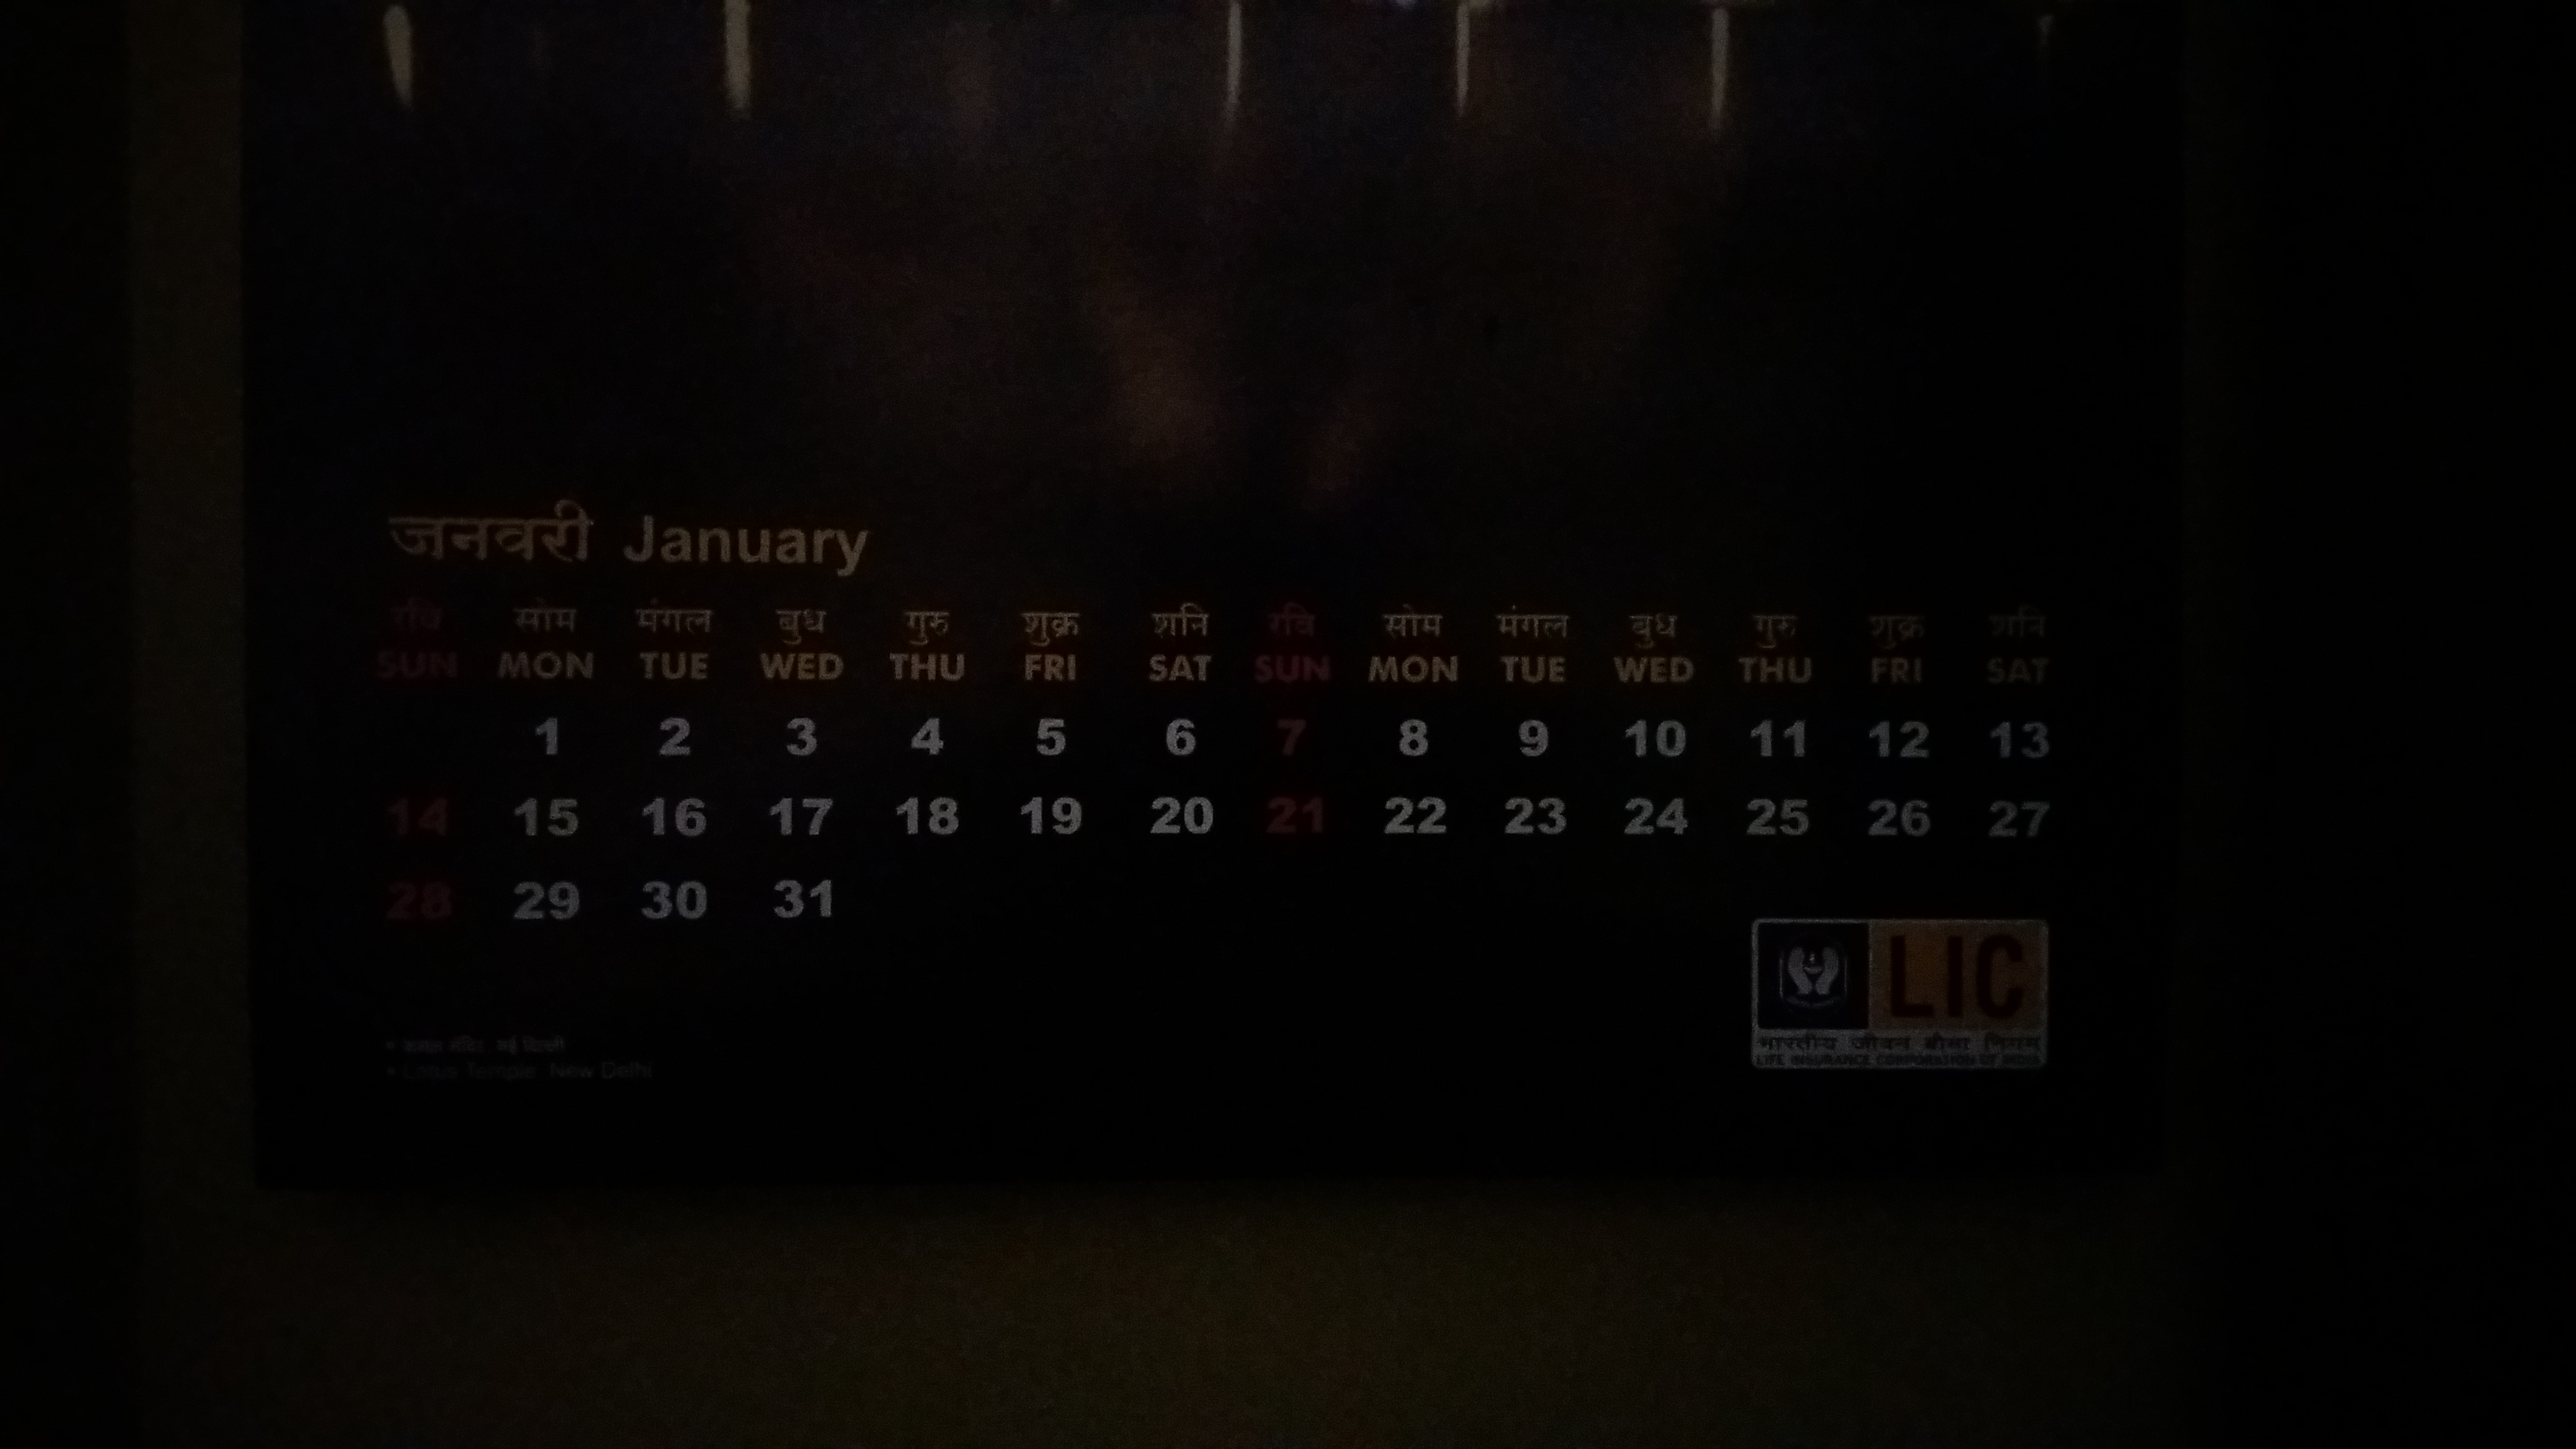 जनवरी January
रवि सोम मंगल बुध गुरु शुक्र शनि रवि सोम मंगल बुध गुरु शुक्र शनि
SUN MON TUE WED THU FRI SAT SUN MON TUE WED THU FRI SAT
1 2 3 4 5 6 7 8 9 10 11 12 13
14 15 16 17 18 19 20 21 22 23 24 25 26 27
28 29 30 31
LIC
भारतीय जीवन बीमा निगम
LIFE INSURANCE CORPORATION OF INDIA
• कमल मंदिर, नई दिल्ली
• Lotus Temple, New Delhi